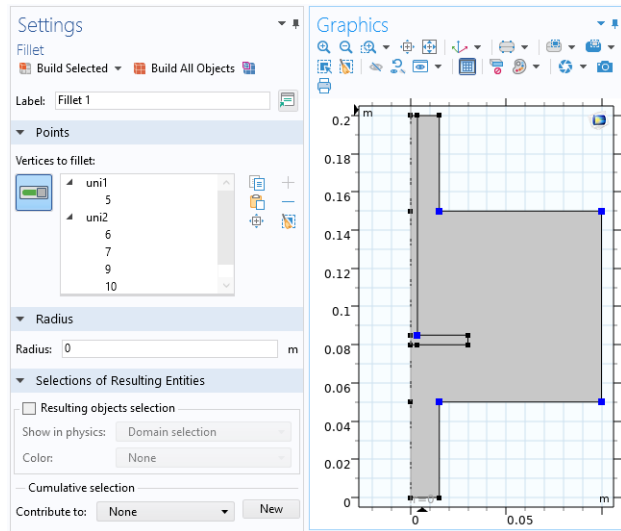 Settings
Fillet
Build Selected
Build All Objects
Label: Fillet 1
Points
Vertices to fillet:
uni1
5
uni2
6
7
9
10
Radius
Radius: 0 m
Selections of Resulting Entities
Resulting objects selection
Show in physics: Domain selection
Color: None
Cumulative selection
Contribute to: None New
Graphics
m
0.2
0.18
0.16
0.14
0.12
0.1
0.08
0.06
0.04
0.02
0
r=0
m
0 0.05